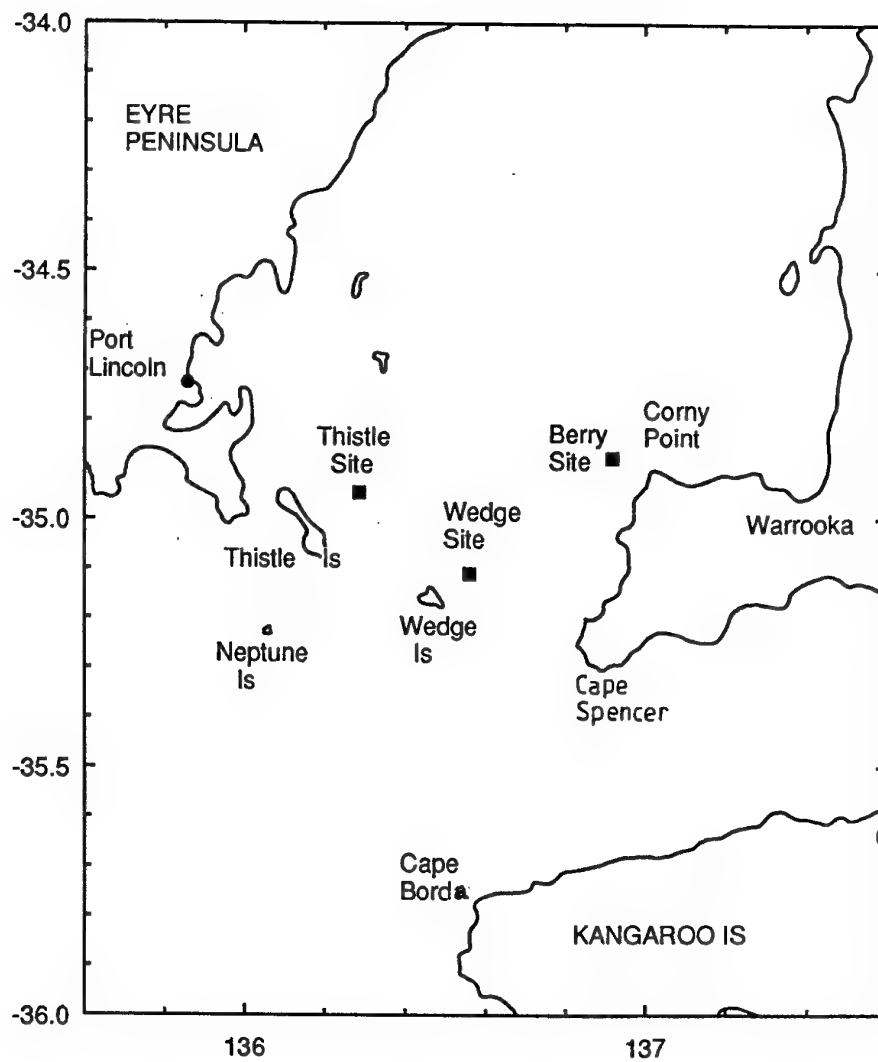 -34.0
EYRE
PENINSULA
-34.5
Port
Lincoln
Thistle
Site
Berry
Site
Corny
Point
-35.0
Wedge
Site
Warrooka
Thistle Is
Wedge
Is
Neptune
Is
Cape
Spencer
-35.5
Cape
Borda
KANGAROO IS
-36.0
136
137